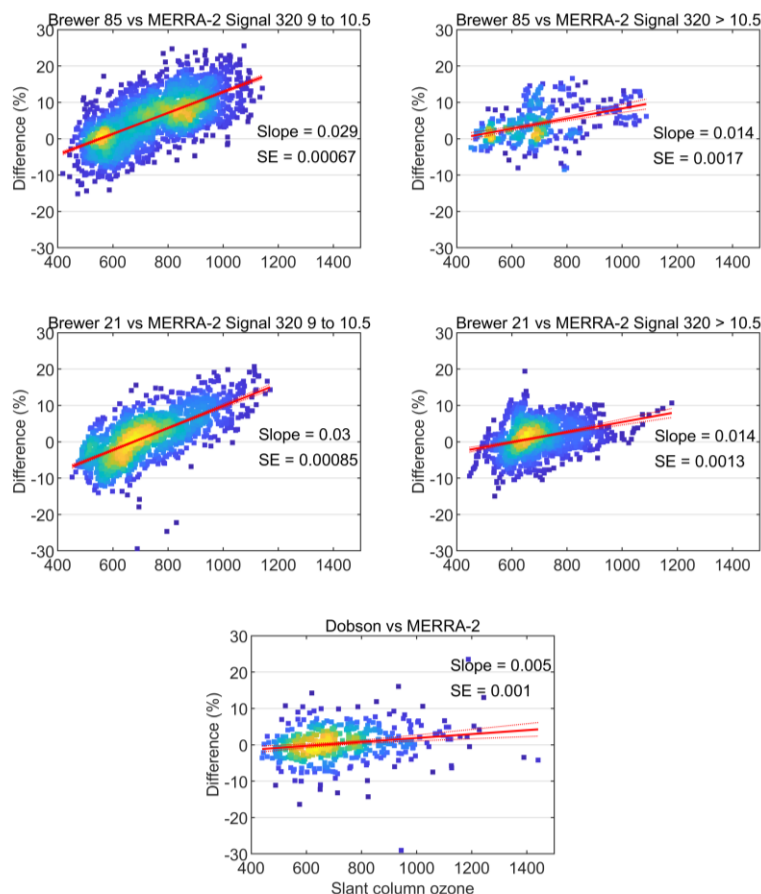 Brewer 85 vs MERRA-2 Signal 320 9 to 10.5
30
20
10
0
-10
-20
-30
Difference (%)
Slope = 0.029
SE = 0.00067
400 600 800 1000 1200 1400
Brewer 85 vs MERRA-2 Signal 320 > 10.5
30
20
10
0
-10
-20
-30
Difference (%)
Slope = 0.014
SE = 0.0017
400 600 800 1000 1200 1400
Brewer 21 vs MERRA-2 Signal 320 9 to 10.5
30
20
10
0
-10
-20
-30
Difference (%)
Slope = 0.03
SE = 0.00085
400 600 800 1000 1200 1400
Brewer 21 vs MERRA-2 Signal 320 > 10.5
30
20
10
0
-10
-20
-30
Difference (%)
Slope = 0.014
SE = 0.0013
400 600 800 1000 1200 1400
Dobson vs MERRA-2
30
20
10
0
-10
-20
-30
Difference (%)
Slope = 0.005
SE = 0.001
400 600 800 1000 1200 1400
Slant column ozone